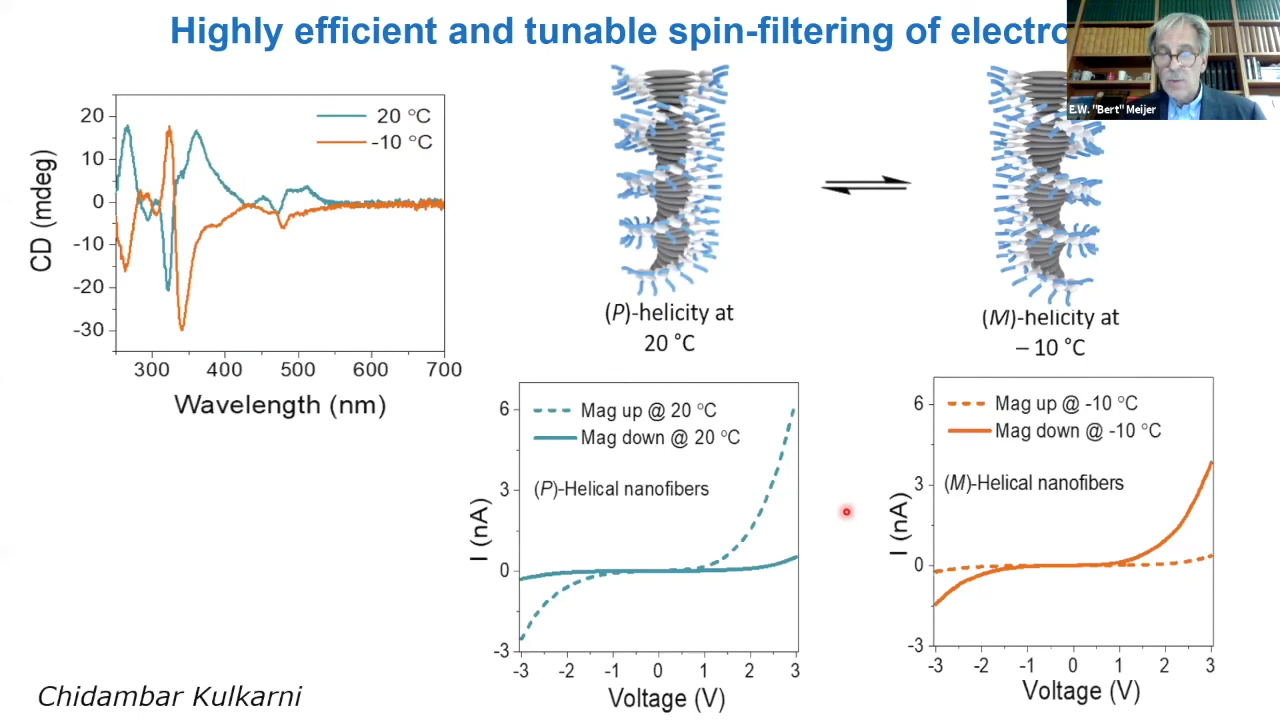 Highly efficient and tunable spin-filtering of electro
E.W. "Bert" Meijer
20 °C
-10 °C
20
10
0
-10
-20
-30
CD (mdeg)
300
400
500
600
700
Wavelength (nm)
(P)-helicity at
20 °C
(M)-helicity at
– 10 °C
Mag up @ 20 °C
Mag down @ 20 °C
(P)-Helical nanofibers
6
3
0
-3
I (nA)
-3
-2
-1
0
1
2
3
Voltage (V)
Mag up @ -10 °C
Mag down @ -10 °C
(M)-Helical nanofibers
6
3
0
-3
I (nA)
-3
-2
-1
0
1
2
3
Voltage (V)
Chidambar Kulkarni